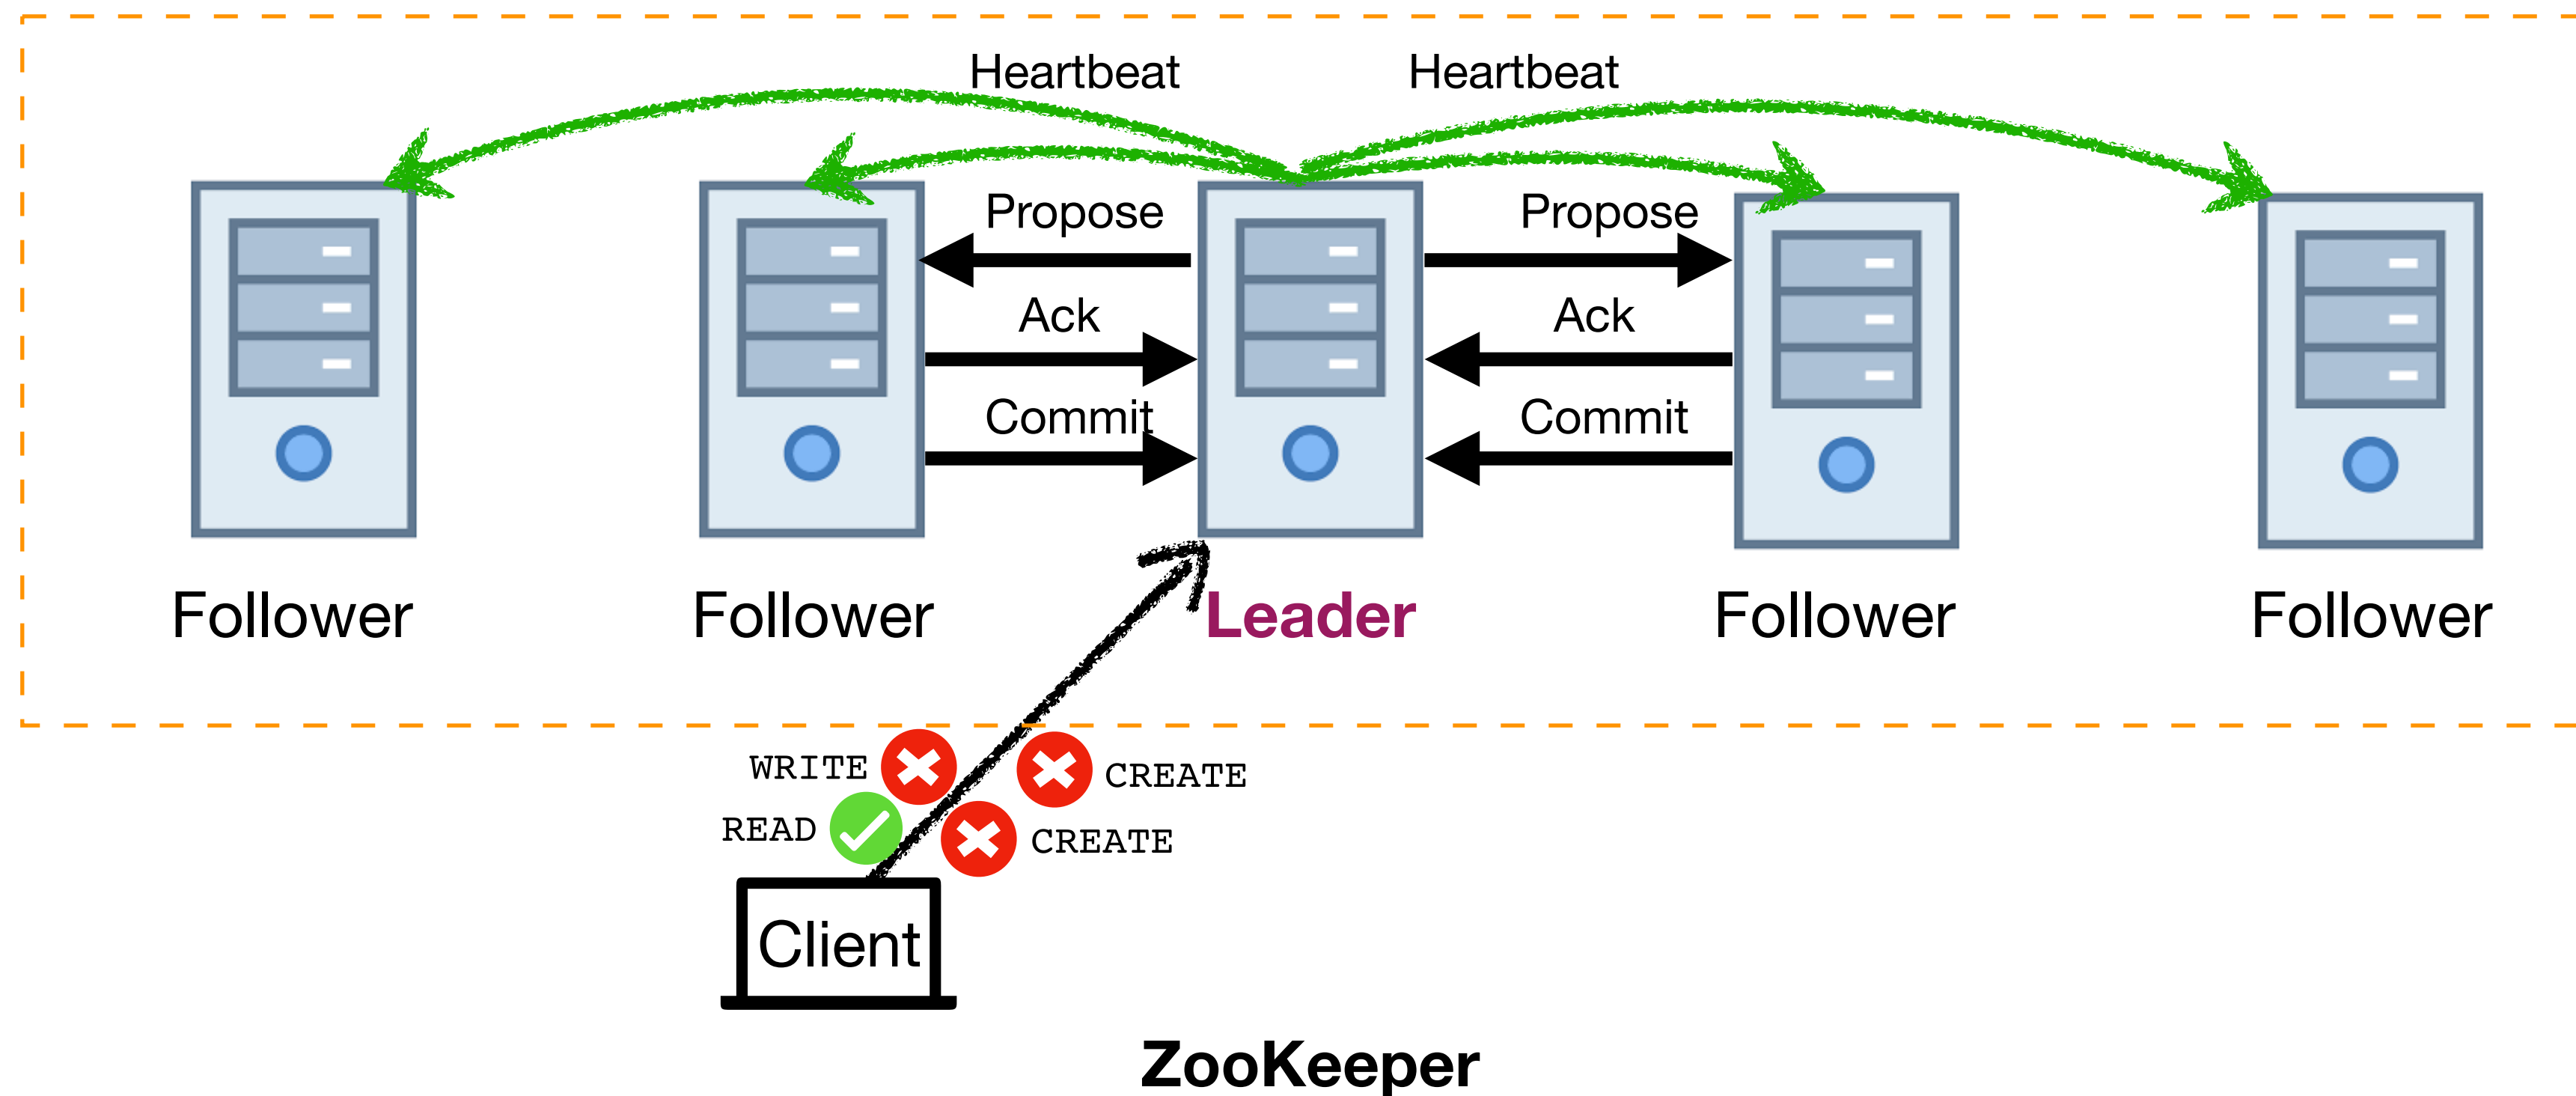 Heartbeat Heartbeat
Propose Propose
Ack Ack
Commit Commit
Follower Follower Leader Follower Follower
WRITE CREATE
READ CREATE
Client
ZooKeeper